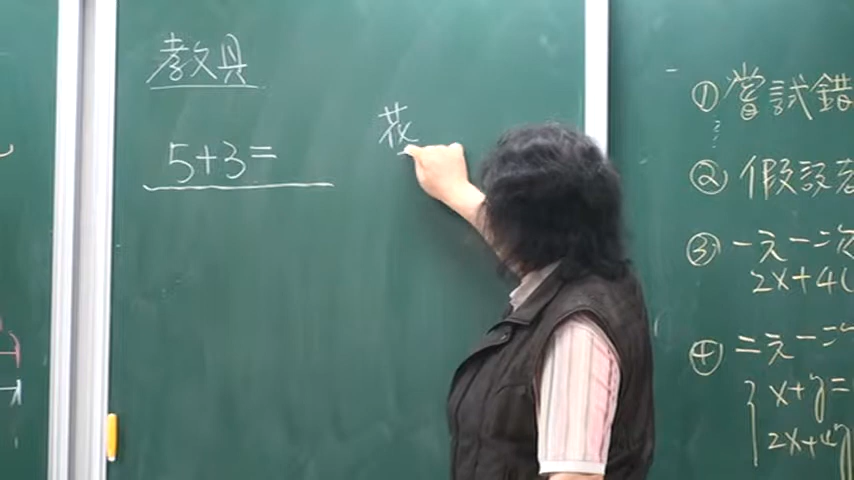 教具
5+3=
花
①嘗試錯
②假設
③一元一次
2x+4(
④二元一次
x+y=
2x+4y